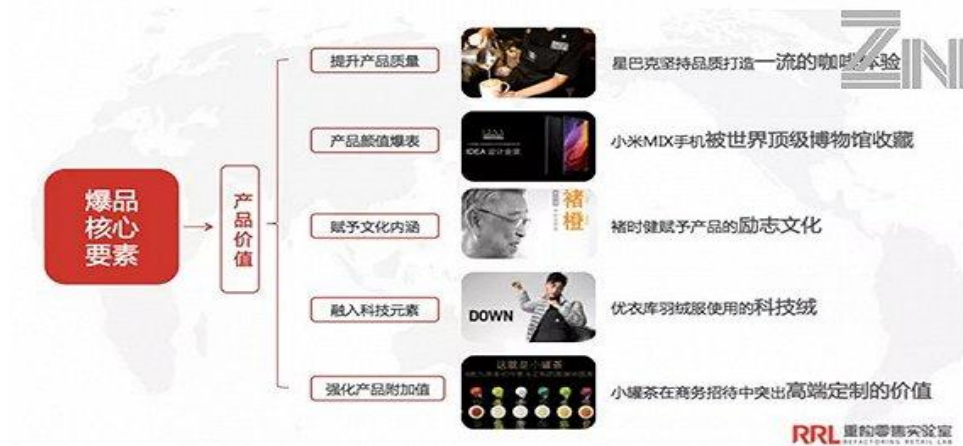 爆品
核心
要素
产品价值
提升产品质量
星巴克坚持品质打造一流的咖啡体验
产品颜值爆表
IDEA 设计金奖
小米MIX手机被世界顶级博物馆收藏
赋予文化内涵
褚橙
褚时健赋予产品的励志文化
融入科技元素
DOWN
优衣库羽绒服使用的科技绒
强化产品附加值
这就是小罐茶
小罐茶在商务招待中突出高端定制的价值
ZINE
RRL 重构零售实验室
REFACTORING RETAIL LAB